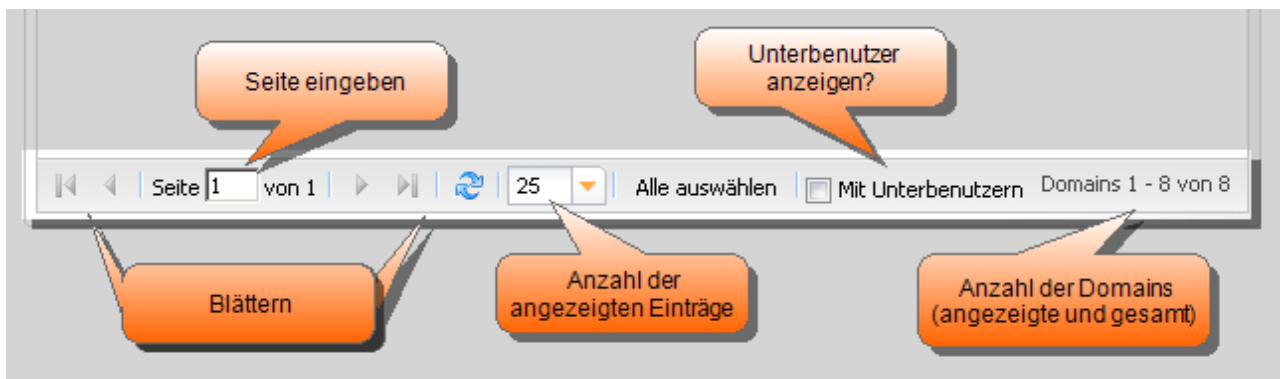 Seite eingeben
Unterbenutzer
anzeigen?
Seite 1 von 1 25 Alle auswählen Mit Unterbenutzern Domains 1 - 8 von 8
Blättern
Anzahl der
angezeigten Einträge
Anzahl der Domains
(angezeigte und gesamt)